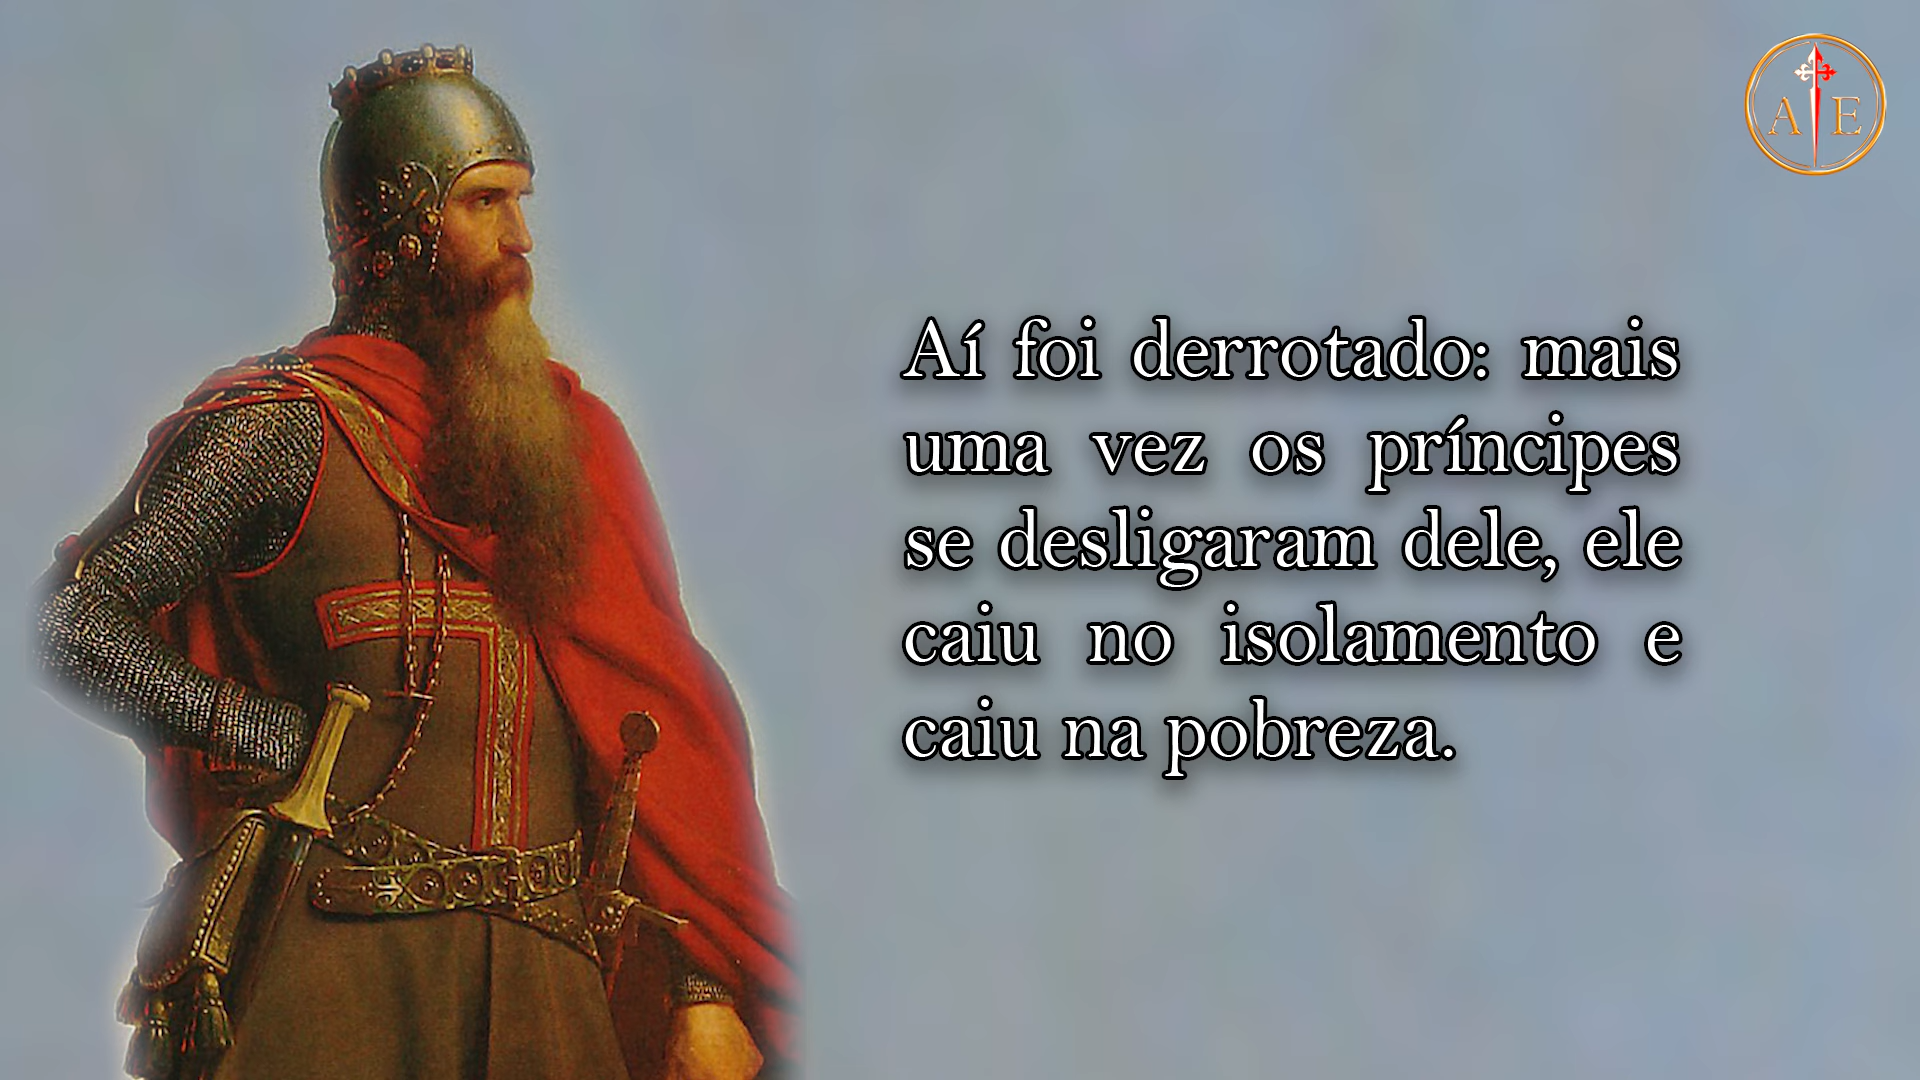 A E
Aí foi derrotado: mais
uma vez os príncipes
se desligaram dele, ele
caiu no isolamento e
caiu na pobreza.